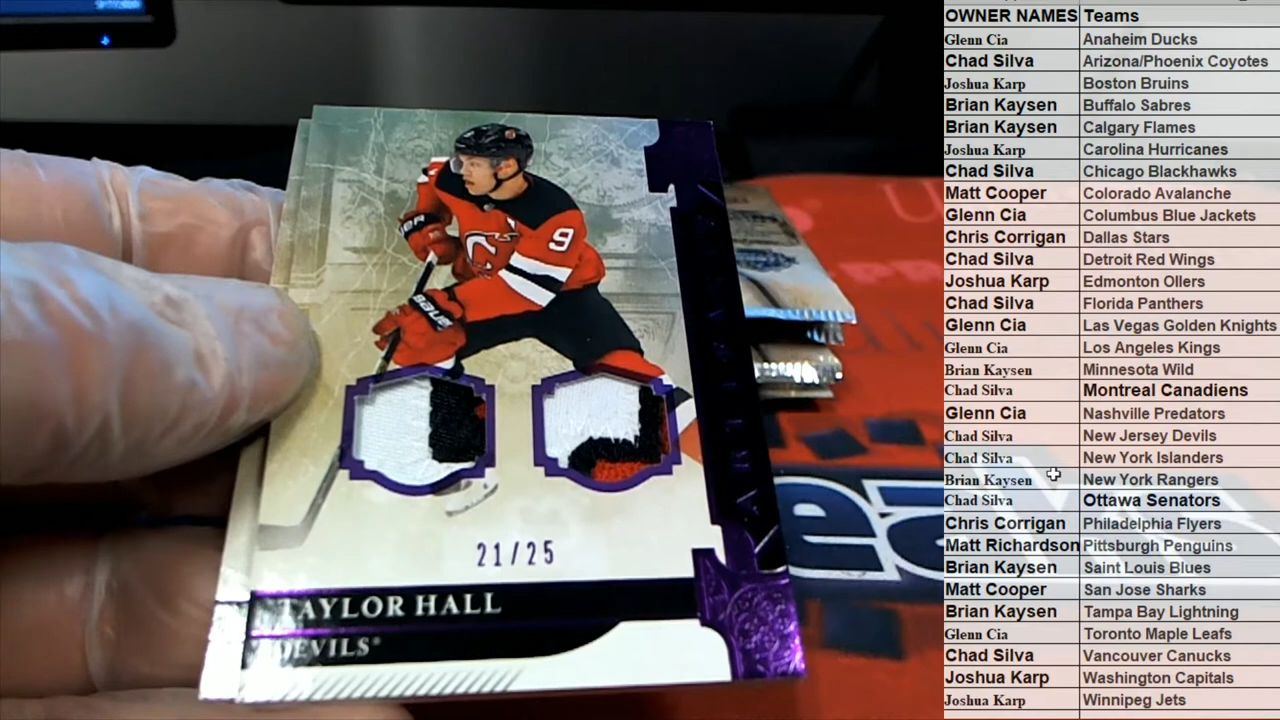 9
BAUER
21/25
TAYLOR HALL
DEVILS
OWNER NAMES Teams
Glenn Cia Anaheim Ducks
Chad Silva Arizona/Phoenix Coyotes
Joshua Karp Boston Bruins
Brian Kaysen Buffalo Sabres
Brian Kaysen Calgary Flames
Joshua Karp Carolina Hurricanes
Chad Silva Chicago Blackhawks
Matt Cooper Colorado Avalanche
Glenn Cia Columbus Blue Jackets
Chris Corrigan Dallas Stars
Chad Silva Detroit Red Wings
Joshua Karp Edmonton Ollers
Chad Silva Florida Panthers
Glenn Cia Las Vegas Golden Knights
Glenn Cia Los Angeles Kings
Brian Kaysen Minnesota Wild
Chad Silva Montreal Canadiens
Glenn Cia Nashville Predators
Chad Silva New Jersey Devils
Chad Silva New York Islanders
Brian Kaysen New York Rangers
Chad Silva Ottawa Senators
Chris Corrigan Philadelphia Flyers
Matt Richardson Pittsburgh Penguins
Brian Kaysen Saint Louis Blues
Matt Cooper San Jose Sharks
Brian Kaysen Tampa Bay Lightning
Glenn Cia Toronto Maple Leafs
Chad Silva Vancouver Canucks
Joshua Karp Washington Capitals
Joshua Karp Winnipeg Jets